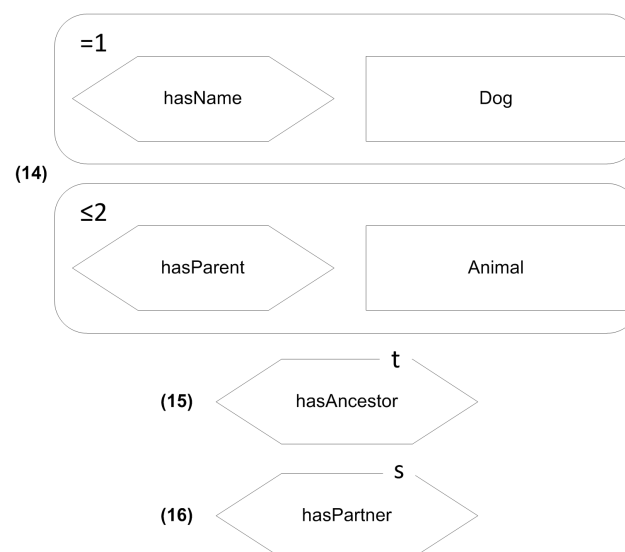 =1
hasName Dog
(14)
≤2
hasParent Animal
t
(15) hasAncestor
s
(16) hasPartner